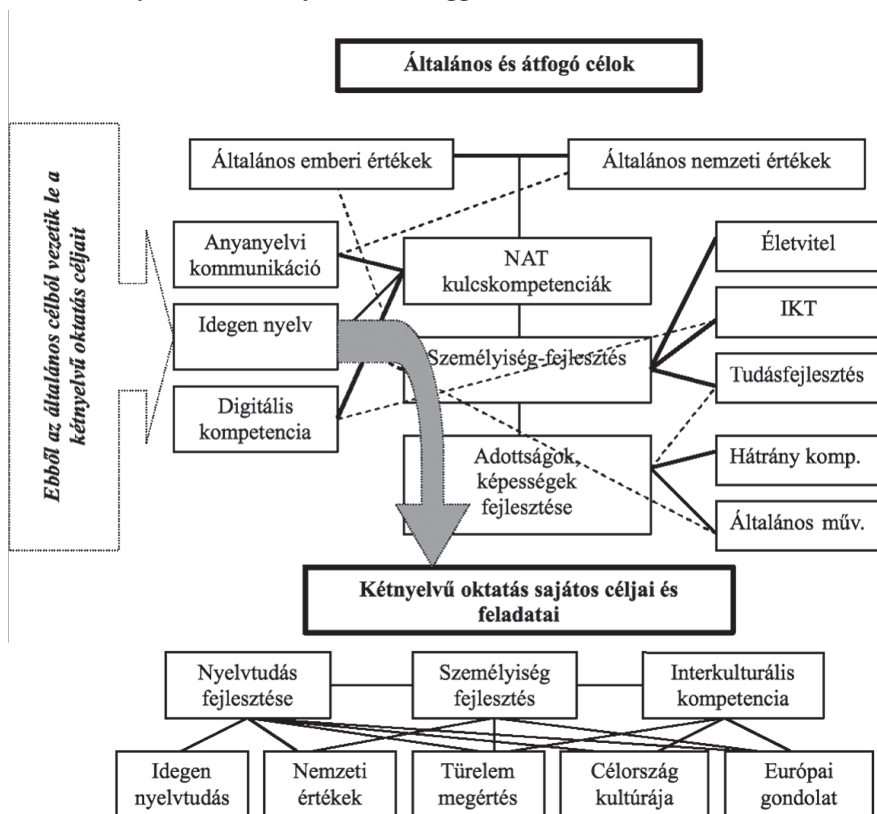 Általános és átfogó célok
Ebből az általános célból vezetik le a
kétnyelvű oktatás céljait
Általános emberi értékek
Általános nemzeti értékek
Anyanyelvi
kommunikáció
NAT
kulcskompetenciák
Életvitel
Idegen nyelv
IKT
Személyiség-fejlesztés
Tudásfejlesztés
Digitális
kompetencia
Adottságok,
képességek
fejlesztése
Hátrány komp.
Általános műv.
Kétnyelvű oktatás sajátos céljai és
feladatai
Nyelvtudás
fejlesztése
Személyiség
fejlesztés
Interkulturális
kompetencia
Idegen
nyelvtudás
Nemzeti
értékek
Türelem
megértés
Célország
kultúrája
Európai
gondolat